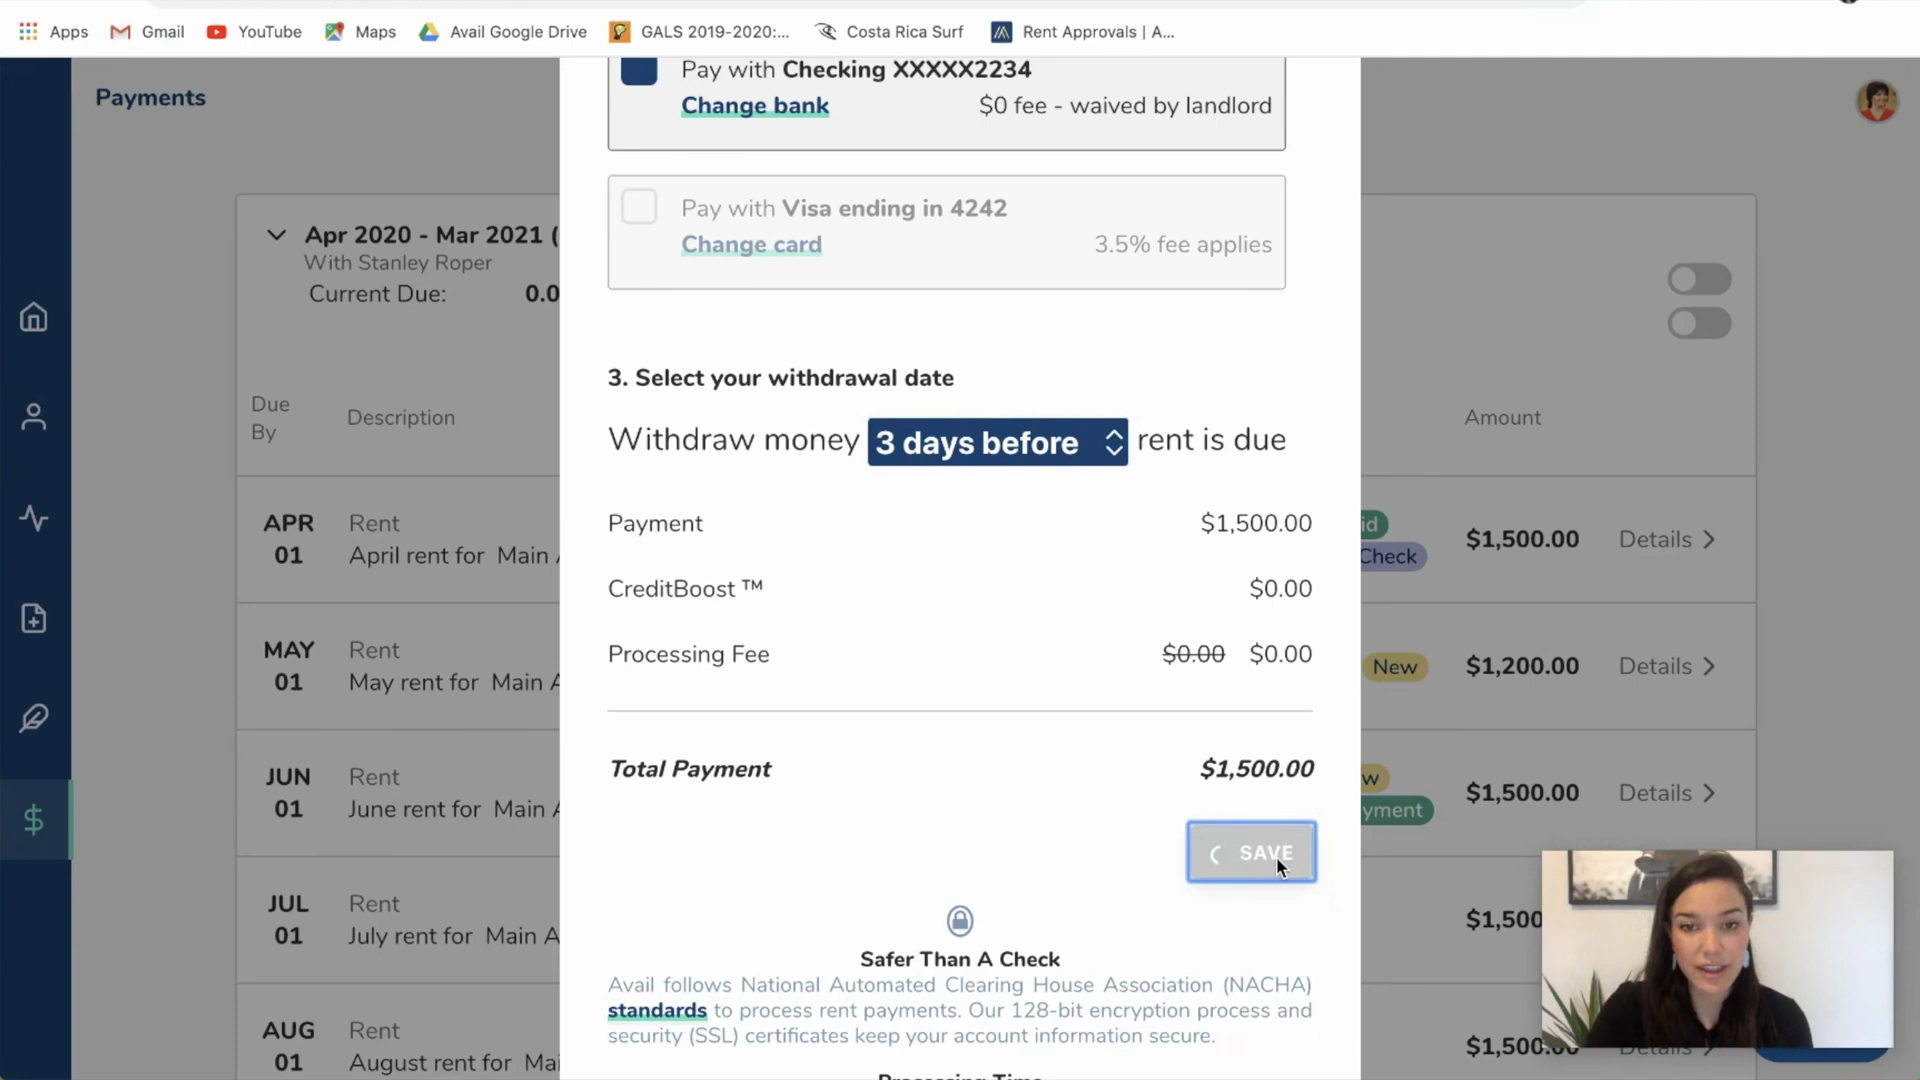 Apps
Gmail
YouTube
Maps
Avail Google Drive
GALS 2019-2020:...
Costa Rica Surf
Rent Approvals | A...
Payments
Apr 2020 - Mar 2021 (
With Stanley Roper
Current Due: 0.0
Due By
Description
Amount
APR 01
Rent
April rent for Main A
id
Check
$1,500.00
Details
MAY 01
Rent
May rent for Main A
New
$1,200.00
Details
JUN 01
Rent
June rent for Main A
w
yment
$1,500.00
Details
JUL 01
Rent
July rent for Main A
$1,500
AUG 01
Rent
August rent for Mai
$1,500.00
Details
Pay with Checking XXXXX2234
Change bank
$0 fee - waived by landlord
Pay with Visa ending in 4242
Change card
3.5% fee applies
3. Select your withdrawal date
Withdraw money 3 days before rent is due
Payment $1,500.00
CreditBoost ™ $0.00
Processing Fee $0.00 $0.00
Total Payment $1,500.00
SAVE
Safer Than A Check
Avail follows National Automated Clearing House Association (NACHA)
standards to process rent payments. Our 128-bit encryption process and
security (SSL) certificates keep your account information secure.
Processing Time